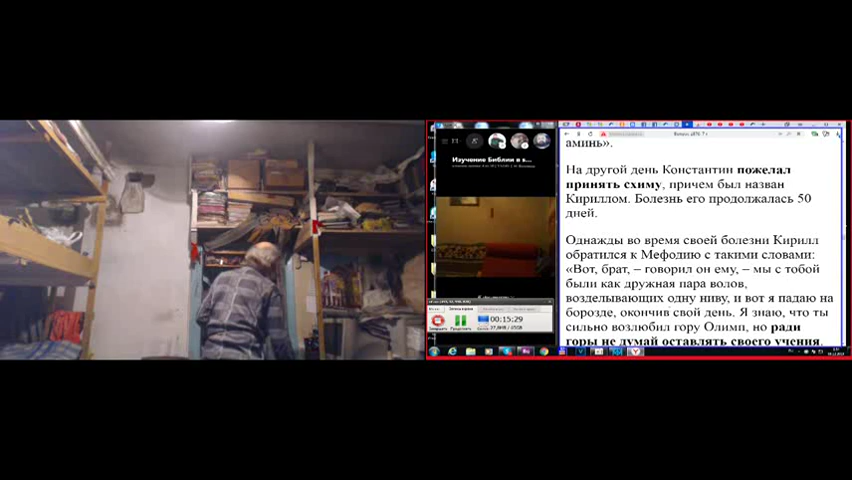 Изучение Библии в в...
00:15:29
аминь».
На другой день Константин пожелал
принять схиму, причем был назван
Кириллом. Болезнь его продолжалась 50
дней.
Однажды во время своей болезни Кирилл
обратился к Мефодию с такими словами:
«Вот, брат, – говорил он ему, – мы с тобой
были как дружная пара волов,
возделывающих одну ниву, и вот я падаю на
борозде, окончив свой день. Я знаю, что ты
сильно возлюбил гору Олимп, но ради
горы не думай оставлять своего учения,